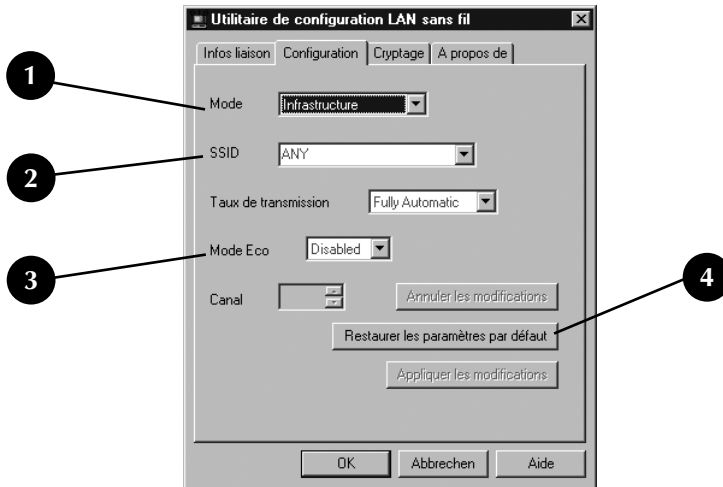 Utilitaire de configuration LAN sans fil
Infos liaison Configuration Cryptage A propos de
1
Mode Infrastructure
SSID ANY
2
Taux de transmission Fully Automatic
Mode Eco Disabled
3
Canal Annuler les modifications
4
Restaurer les paramètres par défaut
Appliquer les modifications
OK Abbrechen Aide